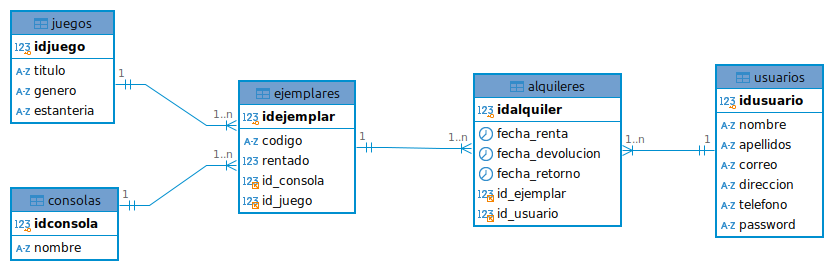 juegos
123 idjuego
A-Z titulo
A-Z genero
A-Z estanteria
1
1..n
consolas
123 idconsola
A-Z nombre
1
1..n
ejemplares
123 idejemplar
A-Z codigo
123 rentado
123 id_consola
123 id_juego
1
1..n
alquileres
123 idalquiler
fecha_renta
fecha_devolucion
fecha_retorno
123 id_ejemplar
123 id_usuario
1..n
1
usuarios
123 idusuario
A-Z nombre
A-Z apellidos
A-Z correo
A-Z direccion
A-Z telefono
A-Z password